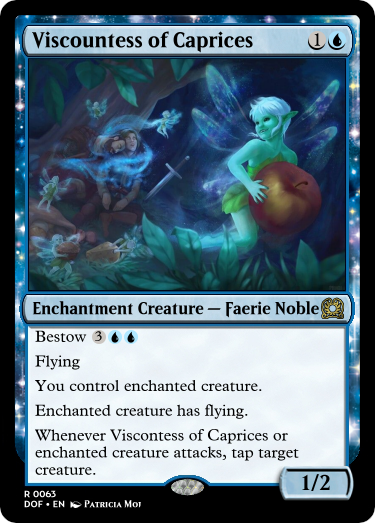 Viscountess of Caprices 1
Enchantment Creature — Faerie Noble
Bestow 3
Flying
You control enchanted creature.
Enchanted creature has flying.
Whenever Viscontess of Caprices or
enchanted creature attacks, tap target
creature.
1/2
R 0063
DOF • EN Patricia Moi